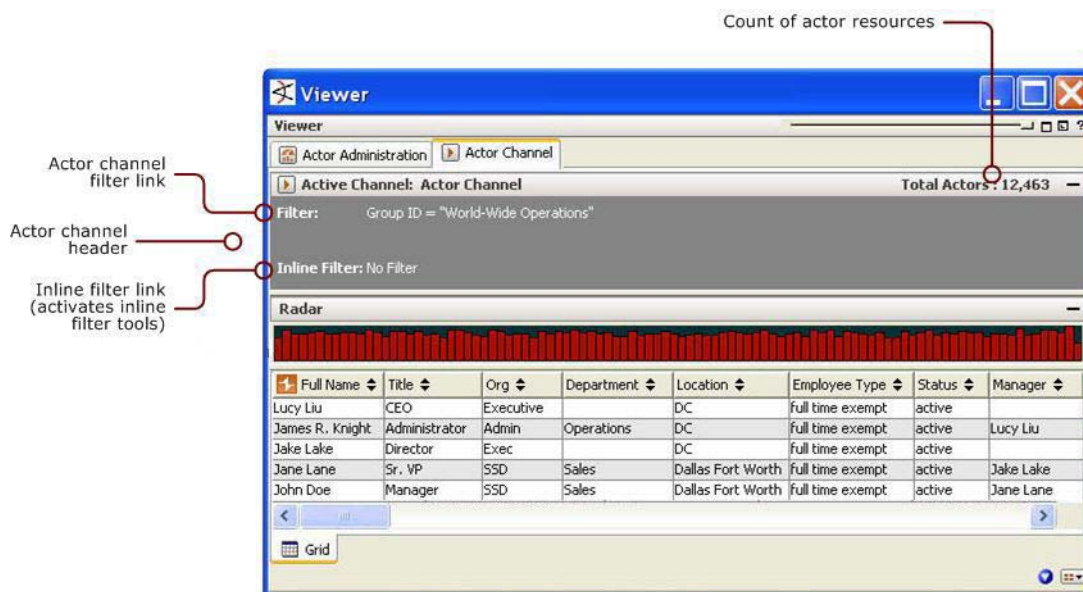 Count of actor resources
Viewer
Viewer
Actor Administration Actor Channel
Actor channel
filter link
Active Channel: Actor Channel Total Actors : 12,463
Filter: Group ID = "World-Wide Operations"
Actor channel
header
Inline filter link
(activates inline
filter tools)
Inline Filter: No Filter
Radar
Full Name Title Org Department Location Employee Type Status Manager
Lucy Liu CEO Executive DC full time exempt active
James R. Knight Administrator Admin Operations DC full time exempt active Lucy Liu
Jake Lake Director Exec DC full time exempt active
Jane Lane Sr. VP SSD Sales Dallas Fort Worth full time exempt active Jake Lake
John Doe Manager SSD Sales Dallas Fort Worth full time exempt active Jane Lane
Grid